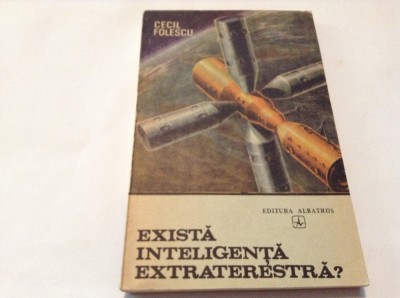 CECIL
FOLESCU
EDITURA ALBATROS
EXISTĂ
INTELIGENȚĂ
EXTRATERESTRĂ?